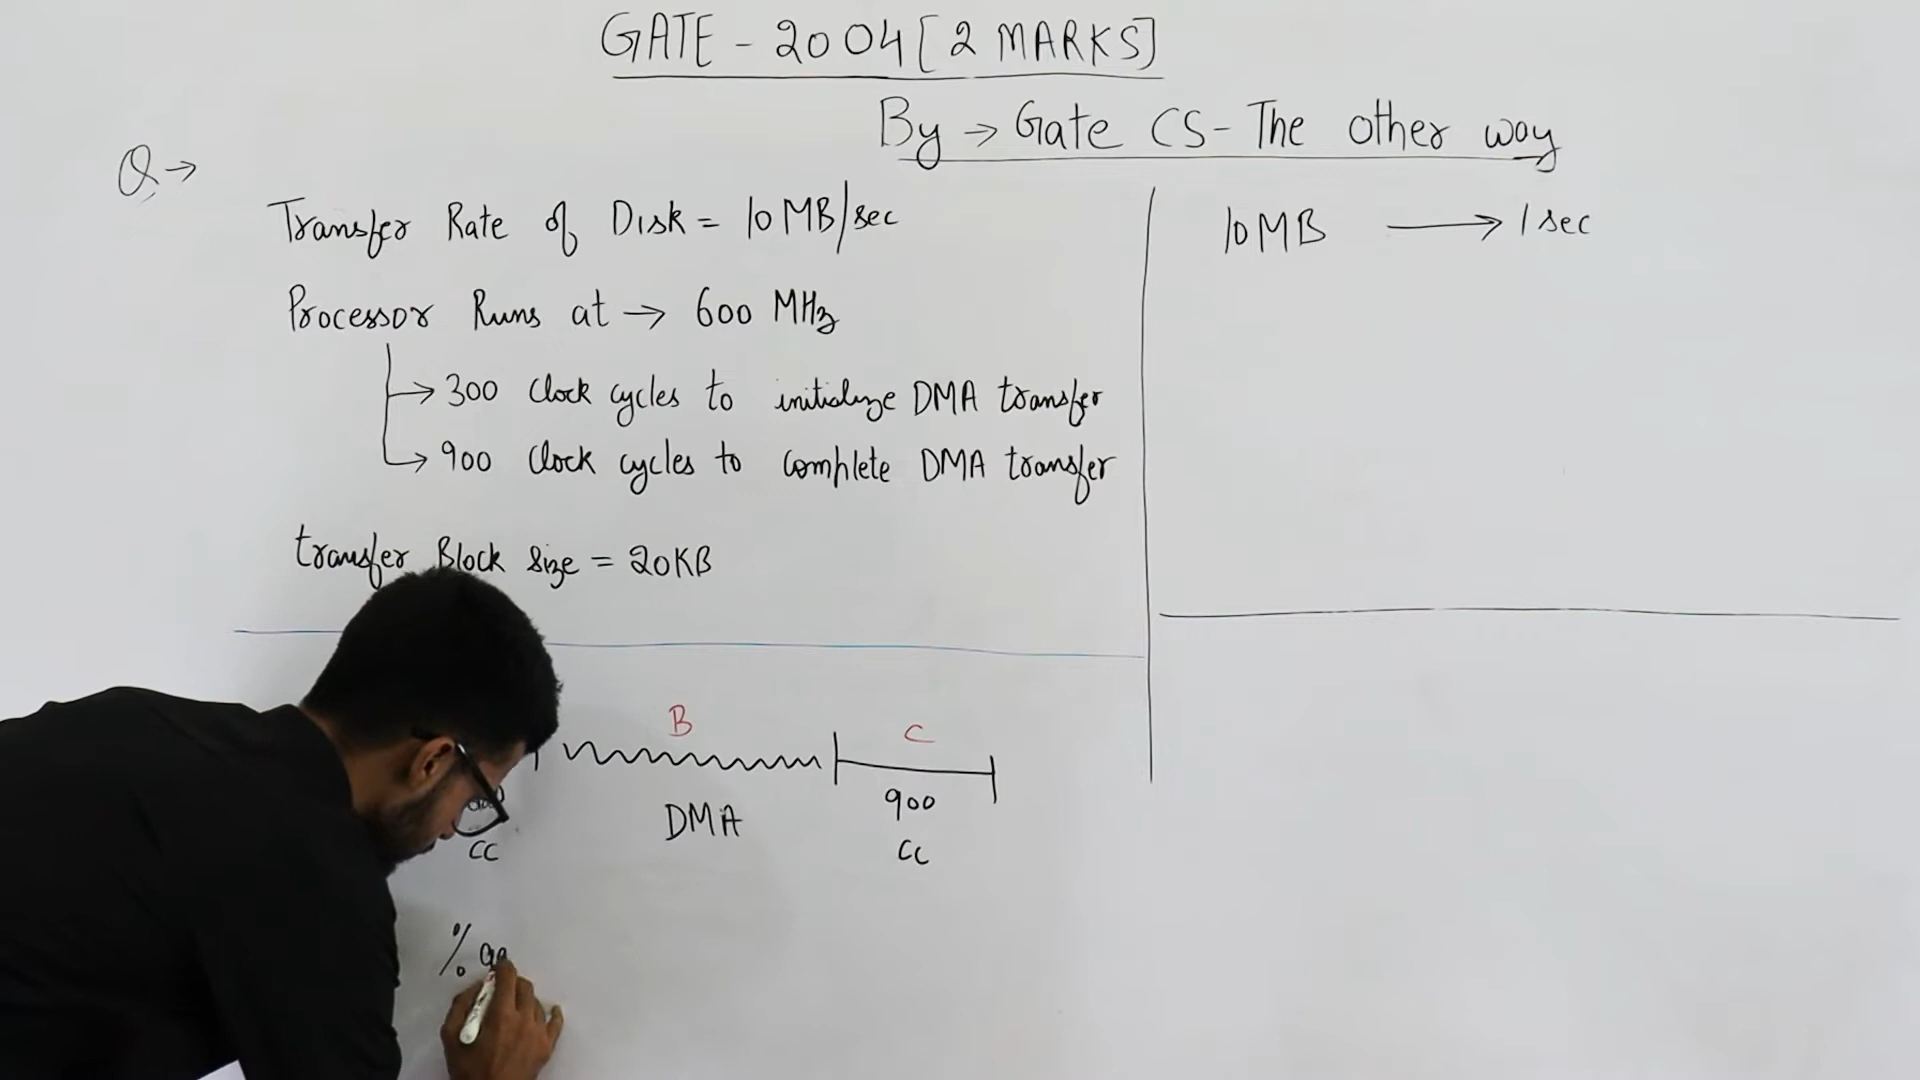 GATE - 2004 [2 MARKS]
By → Gate CS - The other way
Q →
Transfer Rate of Disk = 10 MB/sec
Processor Runs at → 600 MHz
→ 300 Clock cycles to initialize DMA transfer
→ 900 Clock cycles to complete DMA transfer
transfer Block size = 20KB
10MB → 1 sec
B
C
DMA
900
CC
CC
%